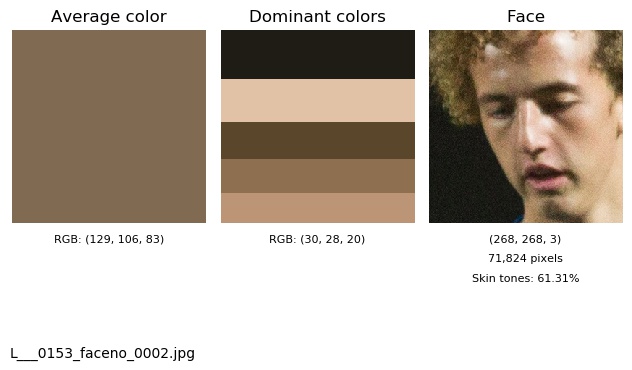 Average color
Dominant colors
Face
RGB: (129, 106, 83)
RGB: (30, 28, 20)
(268, 268, 3)
71,824 pixels
Skin tones: 61.31%
L___0153_faceno_0002.jpg